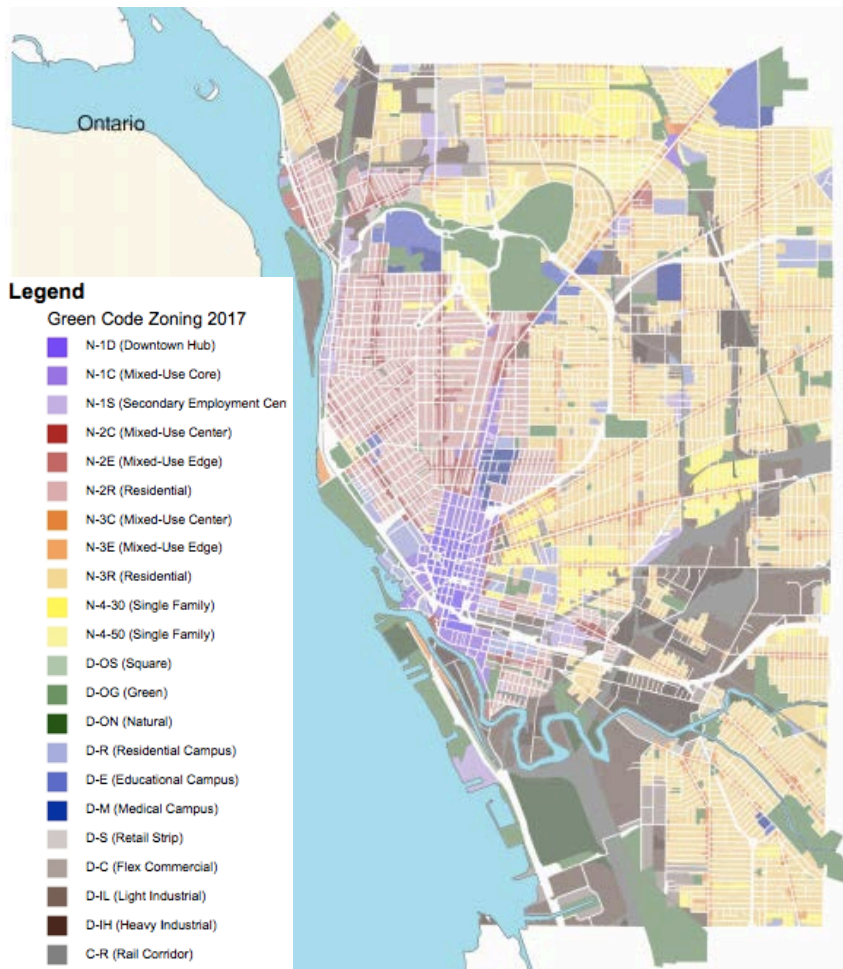 Ontario
Legend
Green Code Zoning 2017
N-1D (Downtown Hub)
N-1C (Mixed-Use Core)
N-1S (Secondary Employment Cen
N-2C (Mixed-Use Center)
N-2E (Mixed-Use Edge)
N-2R (Residential)
N-3C (Mixed-Use Center)
N-3E (Mixed-Use Edge)
N-3R (Residential)
N-4-30 (Single Family)
N-4-50 (Single Family)
D-OS (Square)
D-OG (Green)
D-ON (Natural)
D-R (Residential Campus)
D-E (Educational Campus)
D-M (Medical Campus)
D-S (Retail Strip)
D-C (Flex Commercial)
D-IL (Light Industrial)
D-IH (Heavy Industrial)
C-R (Rail Corridor)